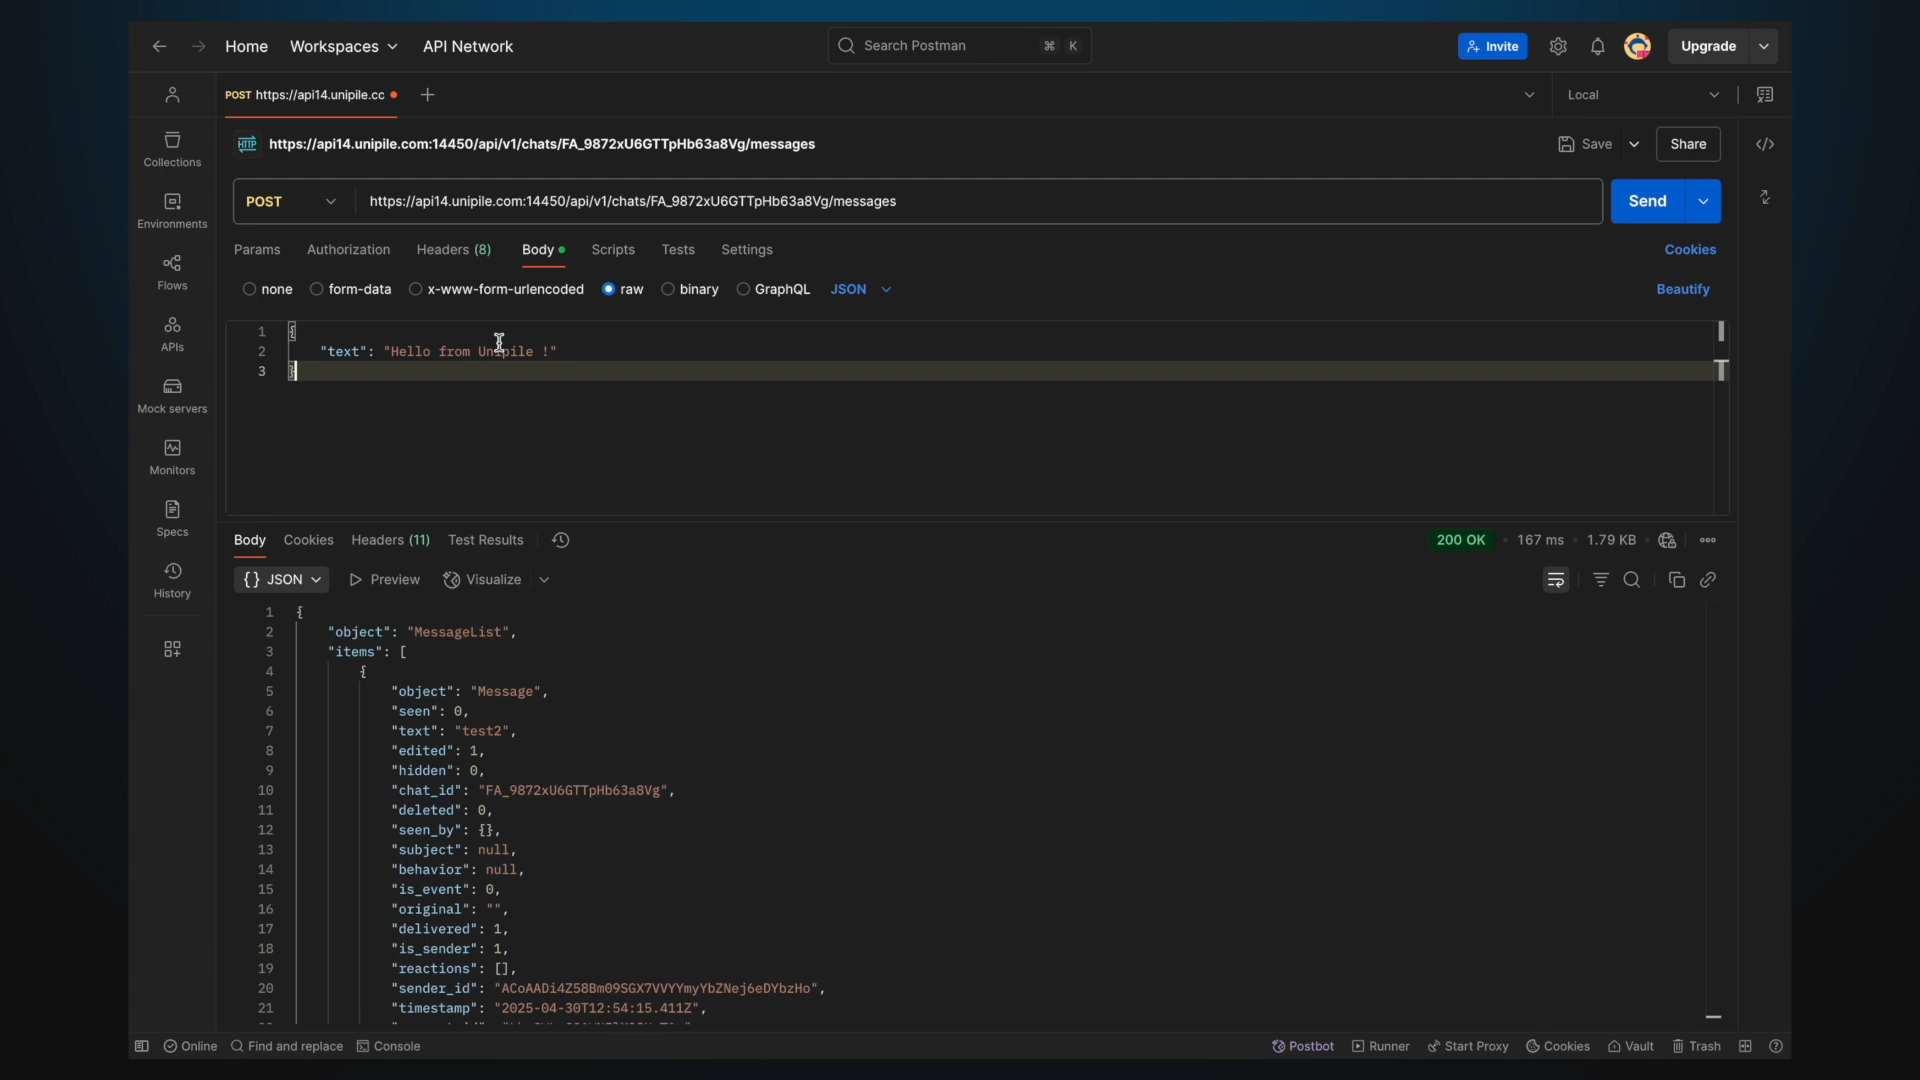 Home Workspaces API Network Search Postman ⌘ K Invite Upgrade
POST https://api14.unipile.cc Local
HTTP https://api14.unipile.com:14450/api/v1/chats/FA_9872xU6GTTpHb63a8Vg/messages Save Share
POST https://api14.unipile.com:14450/api/v1/chats/FA_9872xU6GTTpHb63a8Vg/messages Send
Params Authorization Headers (8) Body Scripts Tests Settings Cookies
none form-data x-www-form-urlencoded raw binary GraphQL JSON Beautify
Collections
Environments
Flows
APIs
Mock servers
Monitors
Specs
History
1 {
2 "text": "Hello from Unipile !"
3 }
Body Cookies Headers (11) Test Results 200 OK 167 ms 1.79 KB
{} JSON Preview Visualize
1 {
2 "object": "MessageList",
3 "items": [
4 {
5 "object": "Message",
6 "seen": 0,
7 "text": "test2",
8 "edited": 1,
9 "hidden": 0,
10 "chat_id": "FA_9872xU6GTTpHb63a8Vg",
11 "deleted": 0,
12 "seen_by": {},
13 "subject": null,
14 "behavior": null,
15 "is_event": 0,
16 "original": "",
17 "delivered": 1,
18 "is_sender": 1,
19 "reactions": [],
20 "sender_id": "ACoAADi4Z58Bm09SGX7VVYYmyYbZNej6eDYbzHo",
21 "timestamp": "2025-04-30T12:54:15.411Z",
Online Find and replace Console Postbot Runner Start Proxy Cookies Vault Trash